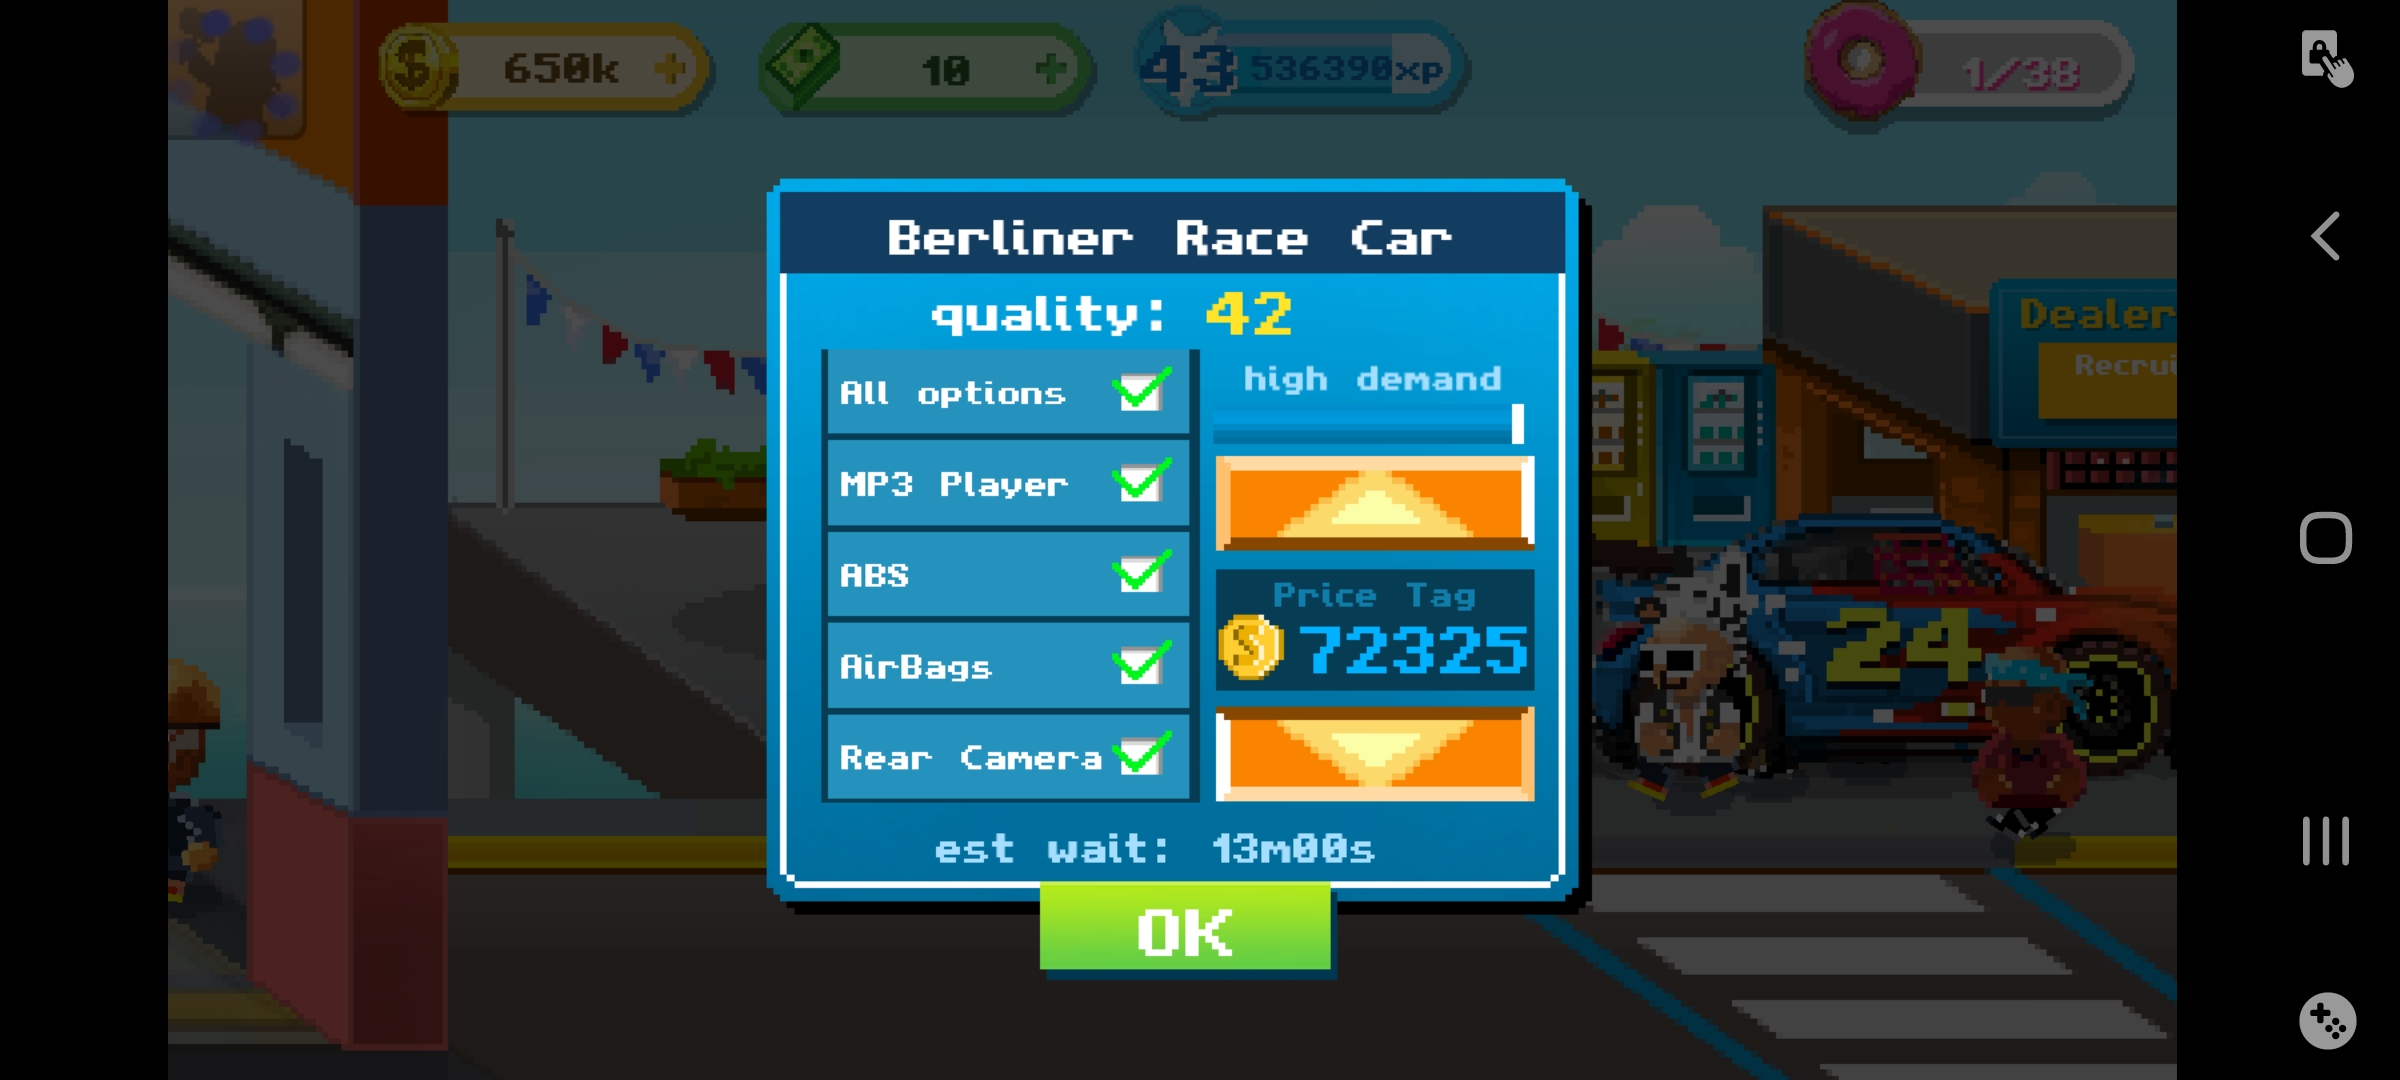 650k
10
43 536390xp
1/38
Berliner Race Car
quality: 42
All options
MP3 Player
ABS
AirBags
Rear Camera
high demand
Price Tag
72325
est wait: 13m00s
OK
Dealer
24